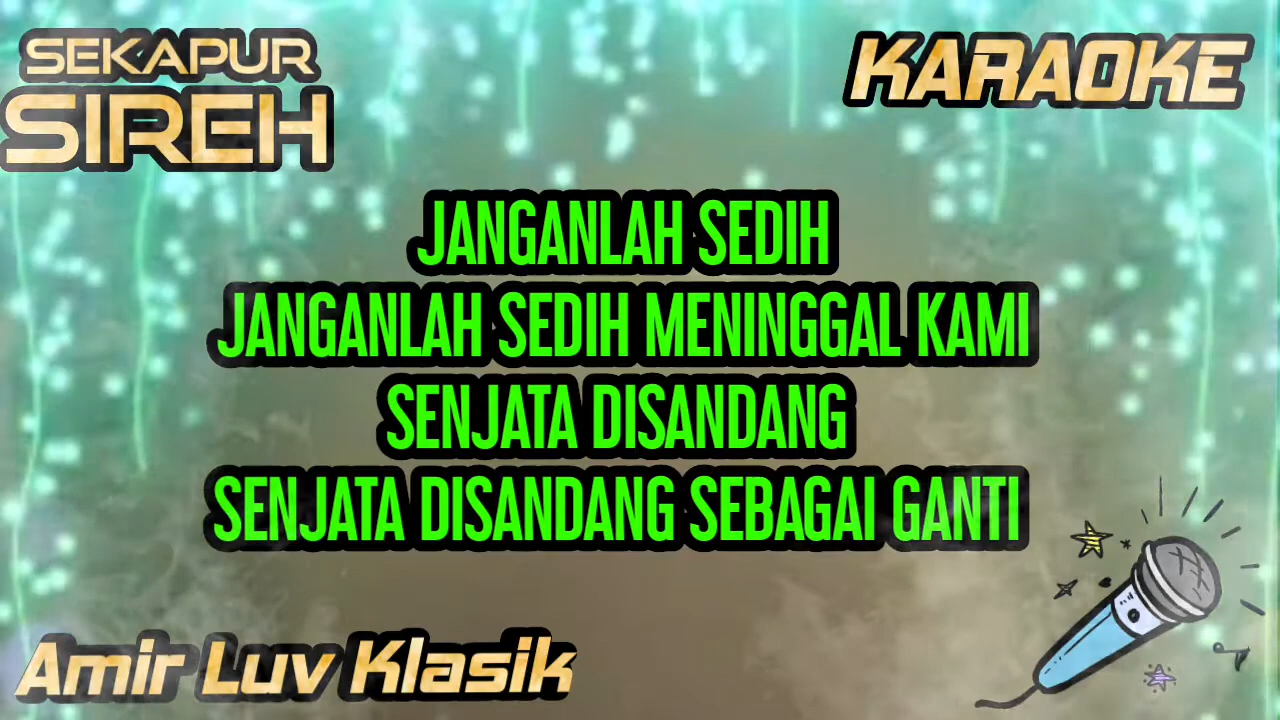 SEKAPUR
SIREH
KARAOKE
JANGANLAH SEDIH
JANGANLAH SEDIH MENINGGAL KAMI
SENJATA DISANDANG
SENJATA DISANDANG SEBAGAI GANTI
Amir Luv Klasik